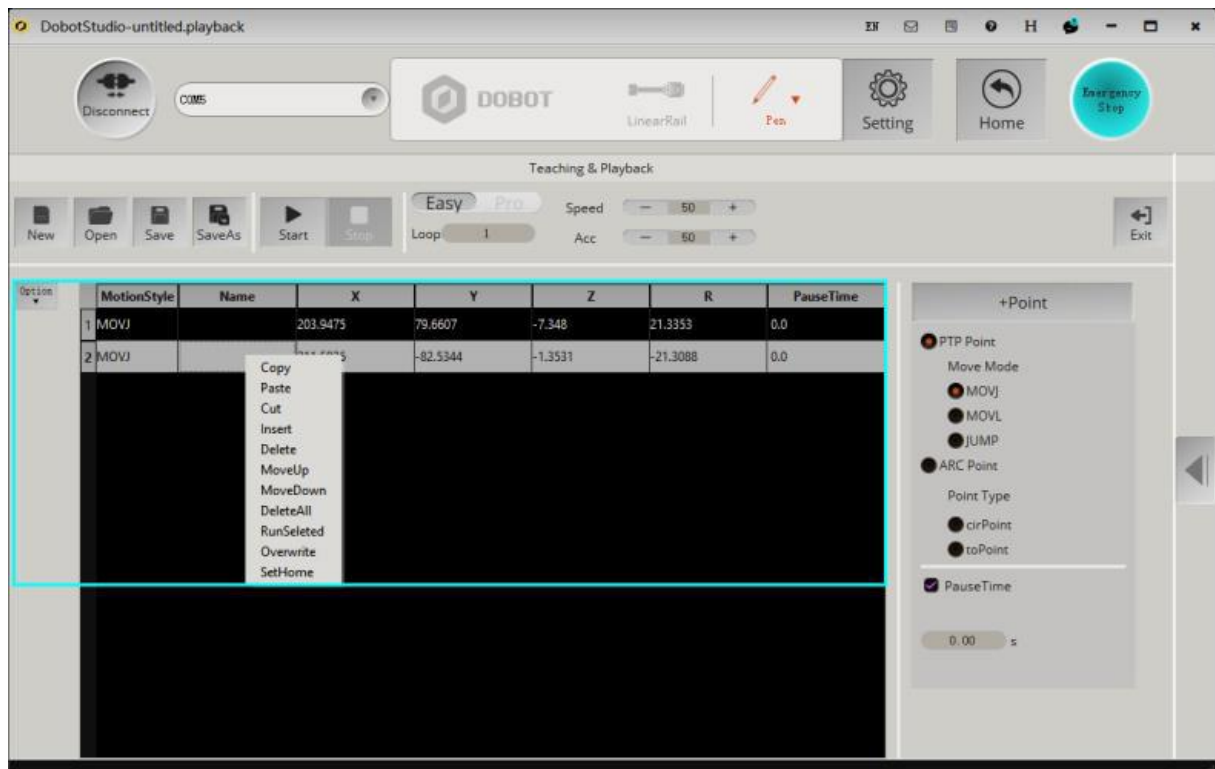 DobotStudio-untitled.playback EN H
Disconnect COM5 DOBOT LinearRail Pen Setting Home Emergency Stop
Teaching & Playback
New Open Save SaveAs Start Stop Easy Pro Speed 50 Exit
Loop 1 Acc 50
Option MotionStyle Name X Y Z R PauseTime
1 MOVJ 203.9475 79.6607 -7.348 21.3353 0.0
2 MOVJ -82.5344 -1.3531 -21.3088 0.0
Copy
Paste
Cut
Insert
Delete
MoveUp
MoveDown
DeleteAll
RunSeleted
Overwrite
SetHome
+Point
PTP Point
Move Mode
MOVJ
MOVL
JUMP
ARC Point
Point Type
cirPoint
toPoint
PauseTime
0.00 s